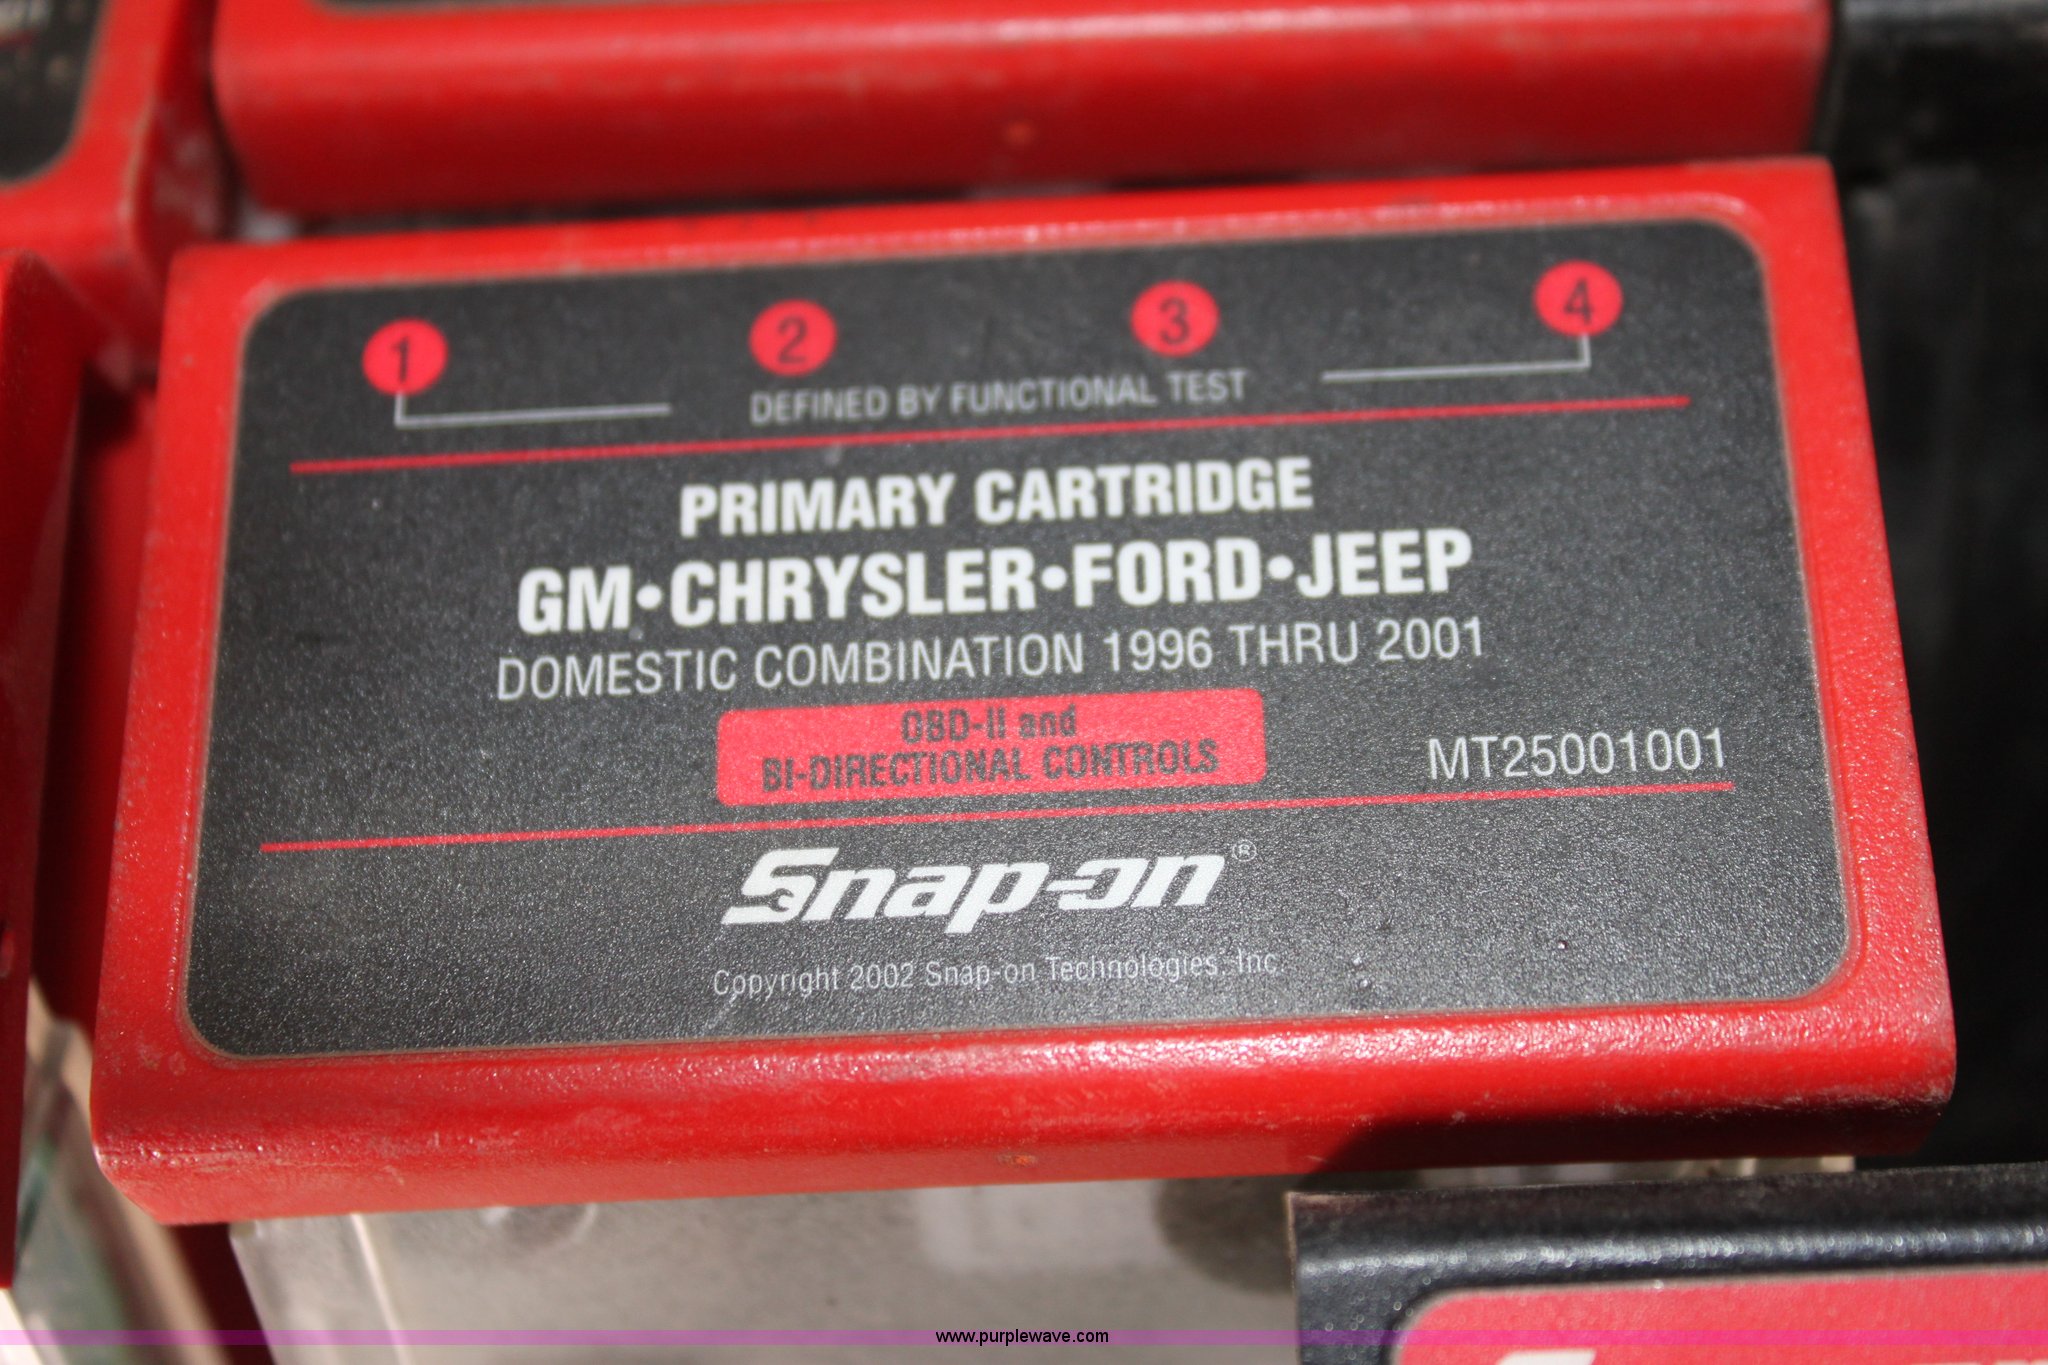 1 2 3 4
DEFINED BY FUNCTIONAL TEST
PRIMARY CARTRIDGE
GM•CHRYSLER•FORD•JEEP
DOMESTIC COMBINATION 1996 THRU 2001
OBD-II and
BI-DIRECTIONAL CONTROLS
MT25001001
Snap-on®
Copyright 2002 Snap-on Technologies, Inc.
www.purplewave.com